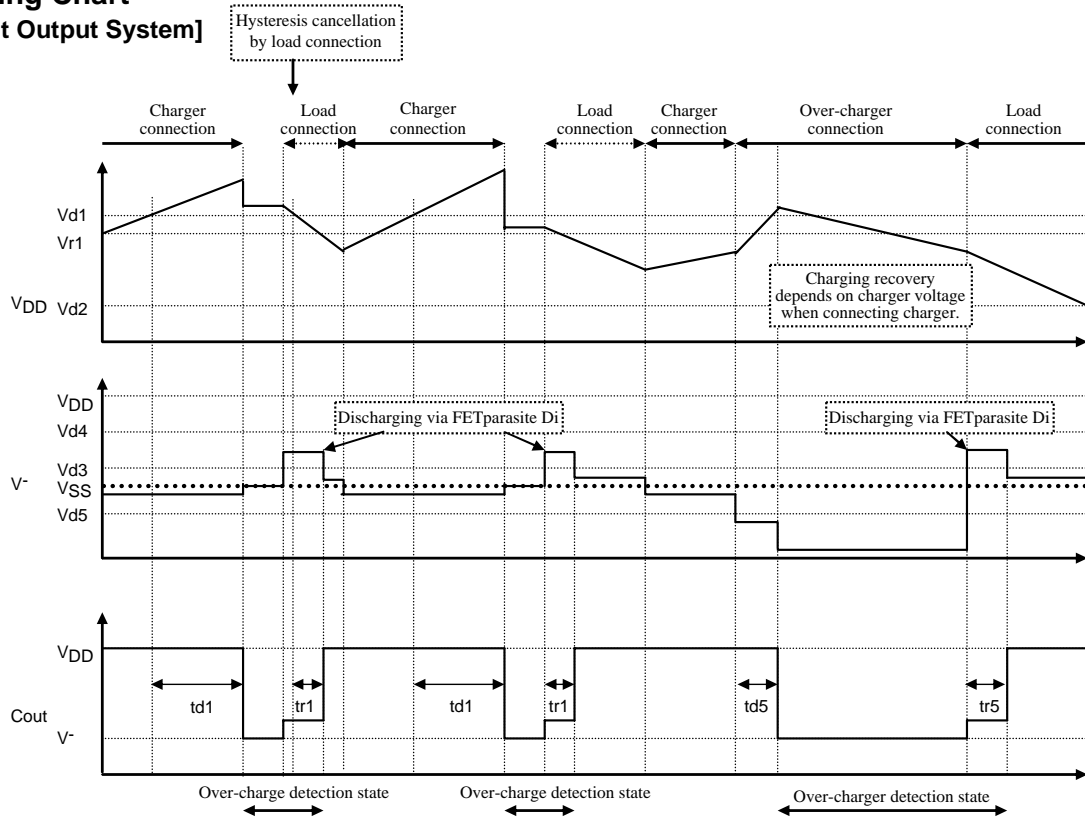 ng Chart
t Output System]
Hysteresis cancellation
by load connection
Charger
connection
Load
connection
Charger
connection
Load
connection
Charger
connection
Over-charger
connection
Load
connection
Vd1
Vr1
VDD
Vd2
Charging recovery
depends on charger voltage
when connecting charger.
VDD
Vd4
Vd3
V-
VSS
Vd5
Discharging via FETparasite Di
Discharging via FETparasite Di
VDD
Cout
V-
td1
tr1
td1
tr1
td5
tr5
Over-charge detection state
Over-charge detection state
Over-charger detection state